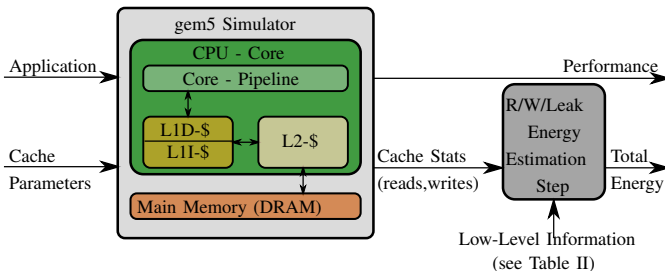 gem5 Simulator
CPU - Core
Core - Pipeline
L1D-$
L1I-$
L2-$
Main Memory (DRAM)
Application
Cache
Parameters
Performance
Cache Stats
(reads,writes)
R/W/Leak
Energy
Estimation
Step
Total
Energy
Low-Level Information
(see Table II)